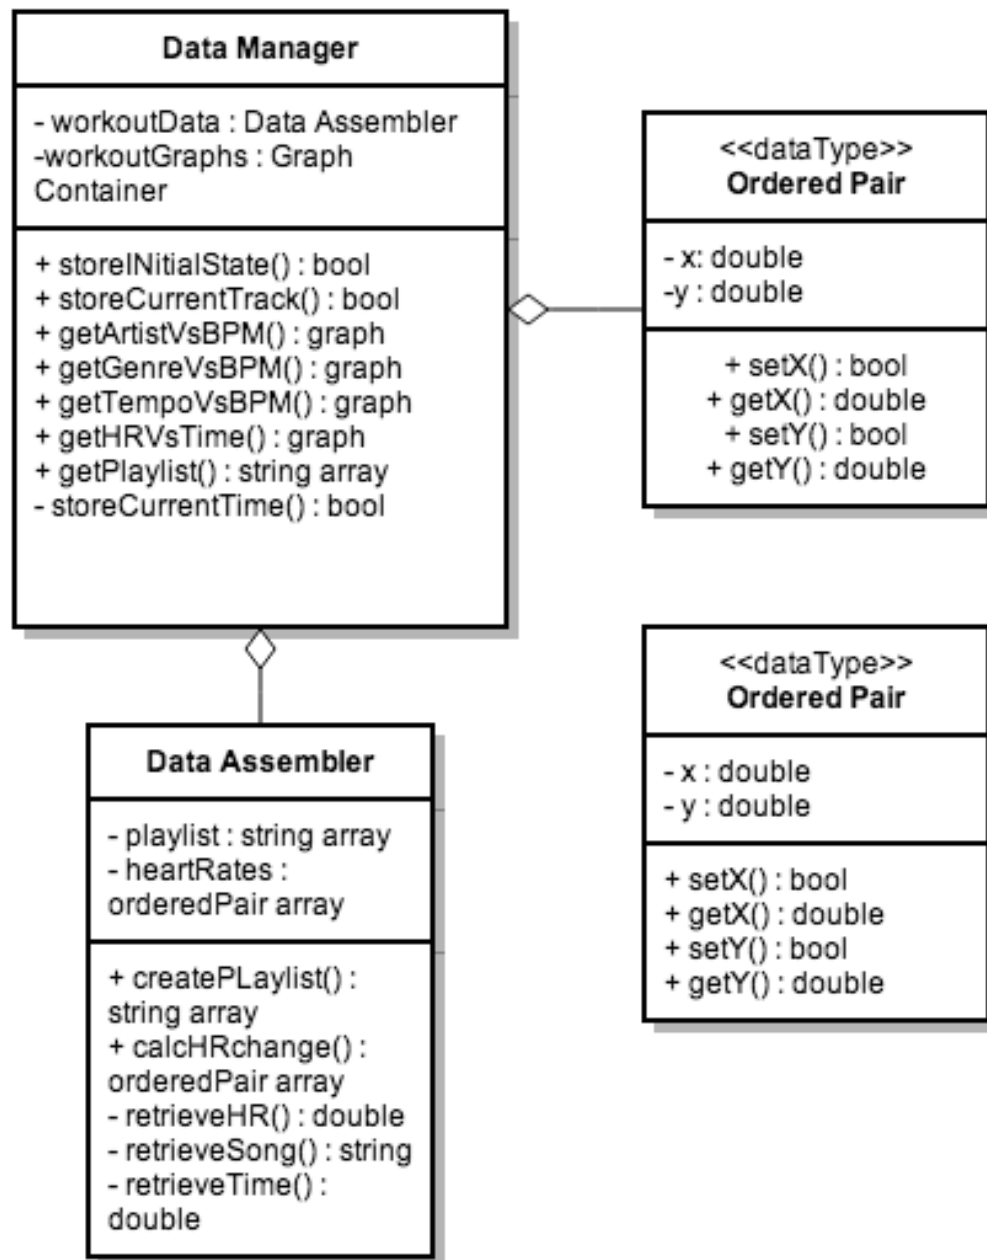 Data Manager
- workoutData : Data Assembler
-workoutGraphs : Graph
Container
+ storeINitialState() : bool
+ storeCurrentTrack() : bool
+ getArtistVsBPM() : graph
+ getGenreVsBPM() : graph
+ getTempoVsBPM() : graph
+ getHRVsTime() : graph
+ getPlaylist() : string array
- storeCurrentTime() : bool
<<dataType>>
Ordered Pair
- x: double
-y : double
+ setX() : bool
+ getX() : double
+ setY() : bool
+ getY() : double
Data Assembler
- playlist : string array
- heartRates :
orderedPair array
+ createPLaylist() :
string array
+ calcHRchange() :
orderedPair array
- retrieveHR() : double
- retrieveSong() : string
- retrieveTime() :
double
<<dataType>>
Ordered Pair
- x : double
- y : double
+ setX() : bool
+ getX() : double
+ setY() : bool
+ getY() : double